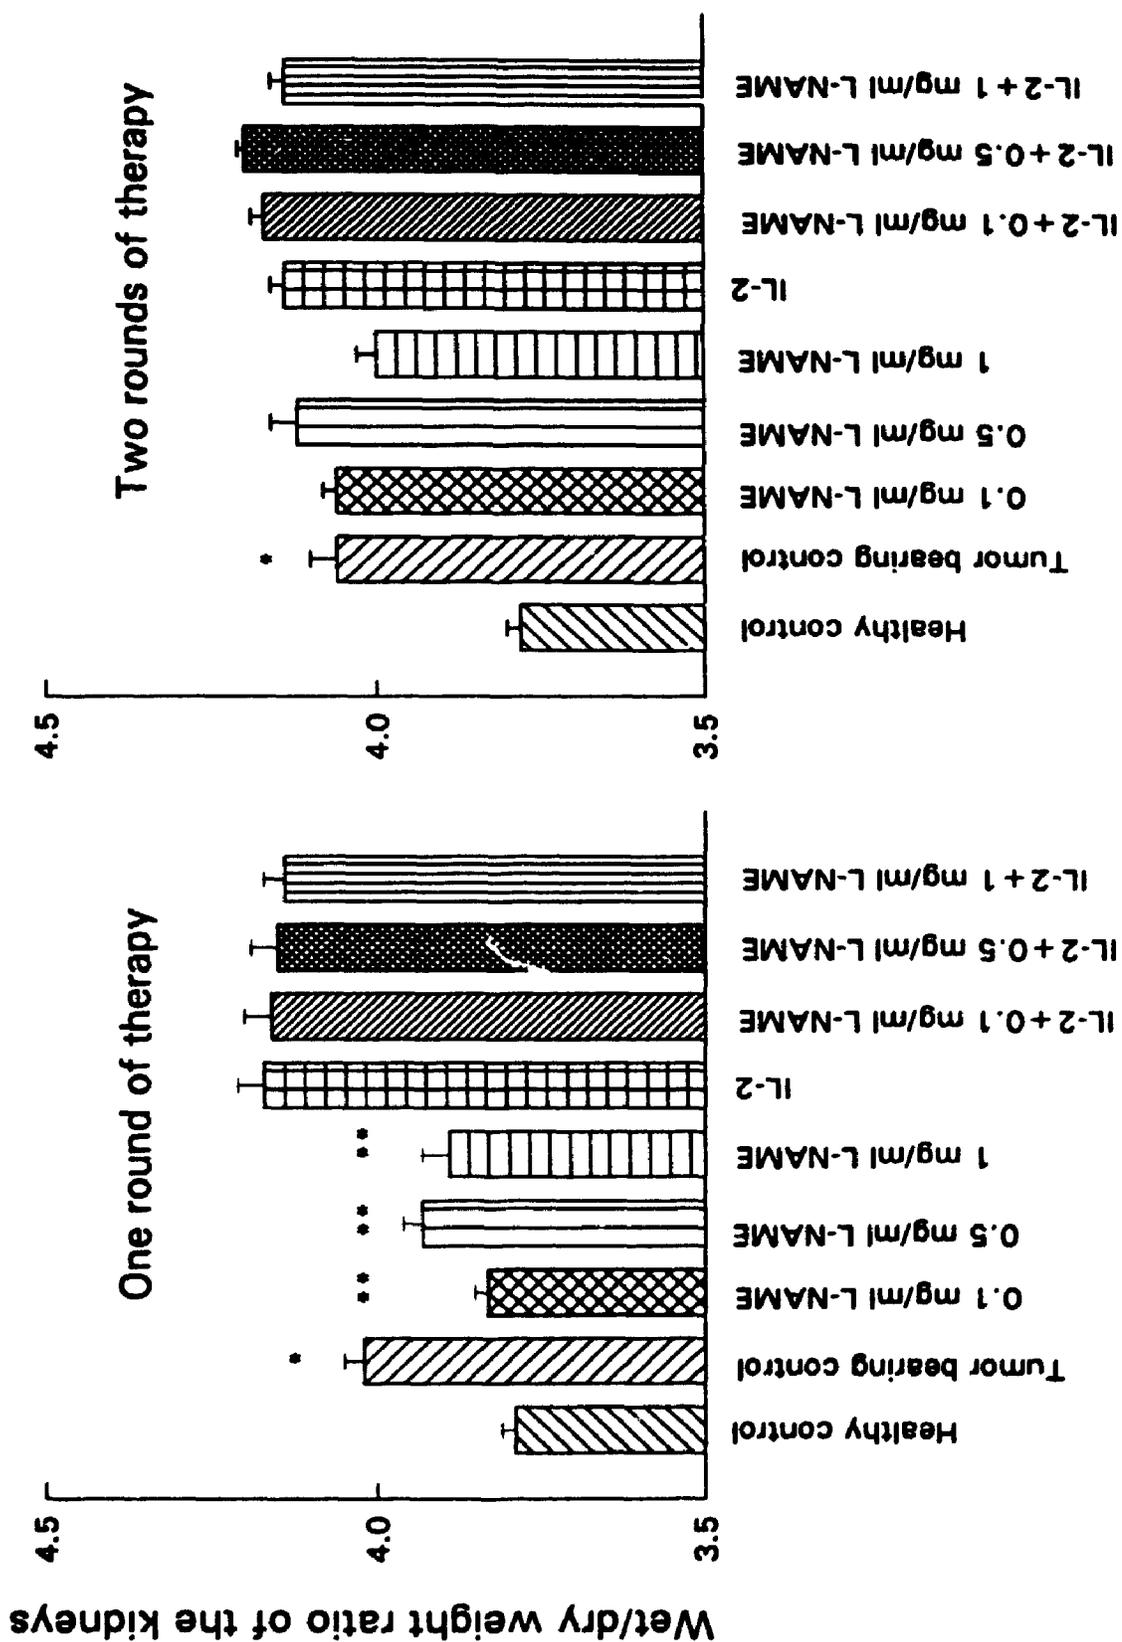 Wet/dry weight ratio of the kidneys
One round of therapy
4.5
4.0
3.5
*
**
**
**
Healthy control
Tumor bearing control
0.1 mg/ml L-NAME
0.5 mg/ml L-NAME
1 mg/ml L-NAME
IL-2
IL-2+0.1 mg/ml L-NAME
IL-2+0.5 mg/ml L-NAME
IL-2+1 mg/ml L-NAME
Two rounds of therapy
4.5
4.0
3.5
*
Healthy control
Tumor bearing control
0.1 mg/ml L-NAME
0.5 mg/ml L-NAME
1 mg/ml L-NAME
IL-2
IL-2+0.1 mg/ml L-NAME
IL-2+0.5 mg/ml L-NAME
IL-2+1 mg/ml L-NAME